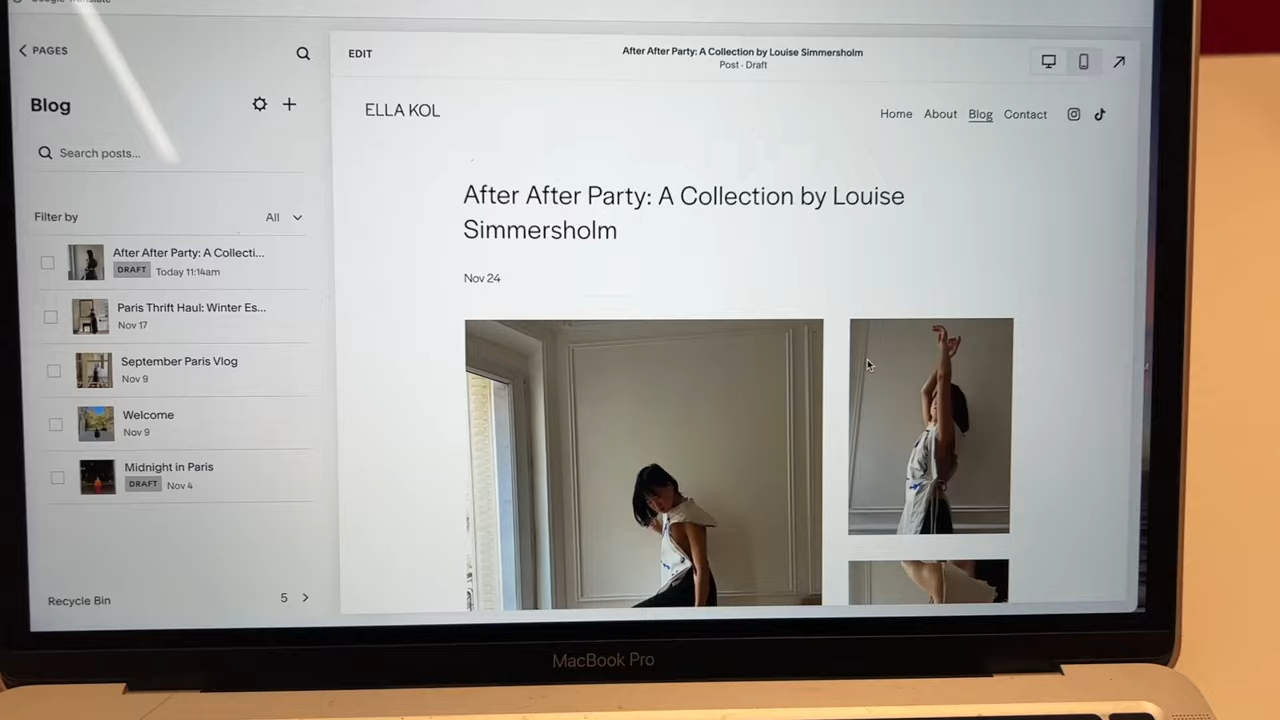 PAGES
Blog
Search posts...
Filter by
All
After After Party: A Collecti...
DRAFT Today 11:14am
Paris Thrift Haul: Winter Es...
Nov 17
September Paris Vlog
Nov 9
Welcome
Nov 9
Midnight in Paris
DRAFT Nov 4
Recycle Bin
5
EDIT
After After Party: A Collection by Louise Simmersholm
Post · Draft
ELLA KOL
Home About Blog Contact
After After Party: A Collection by Louise
Simmersholm
Nov 24
MacBook Pro